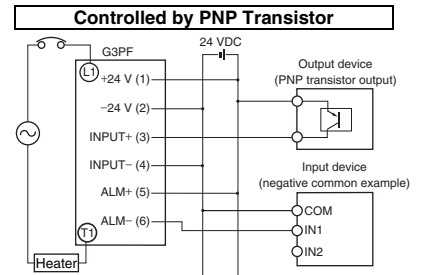 Controlled by PNP Transistor
24 VDC
G3PF
L1
+24 V (1)
−24 V (2)
INPUT+ (3)
INPUT− (4)
ALM+ (5)
ALM− (6)
T1
Heater
Output device
(PNP transistor output)
Input device
(negative common example)
COM
IN1
IN2